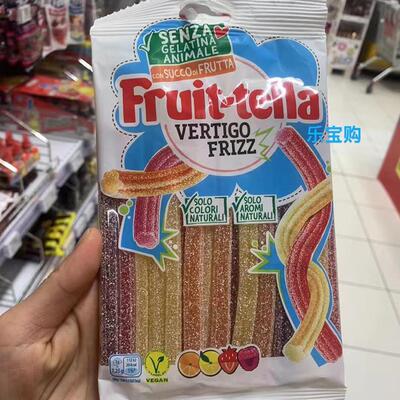 SENZA
GELATINA
ANIMALE
CON SUCCO DI FRUTTA
Fruit-tella
VERTIGO
FRIZZ
乐宝购
SOLO
COLORI
NATURALI
SOLO
AROMI
NATURALI
VEGAN